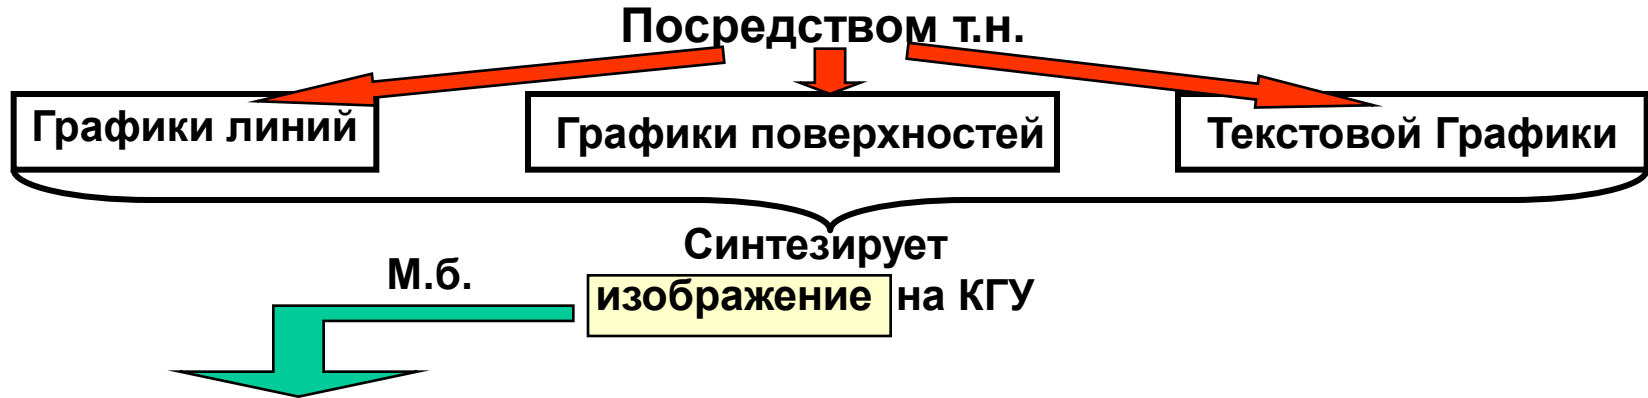 Посредством т.н.
Графики линий
Графики поверхностей
Текстовой Графики
Синтезирует
М.б.
изображение на КГУ